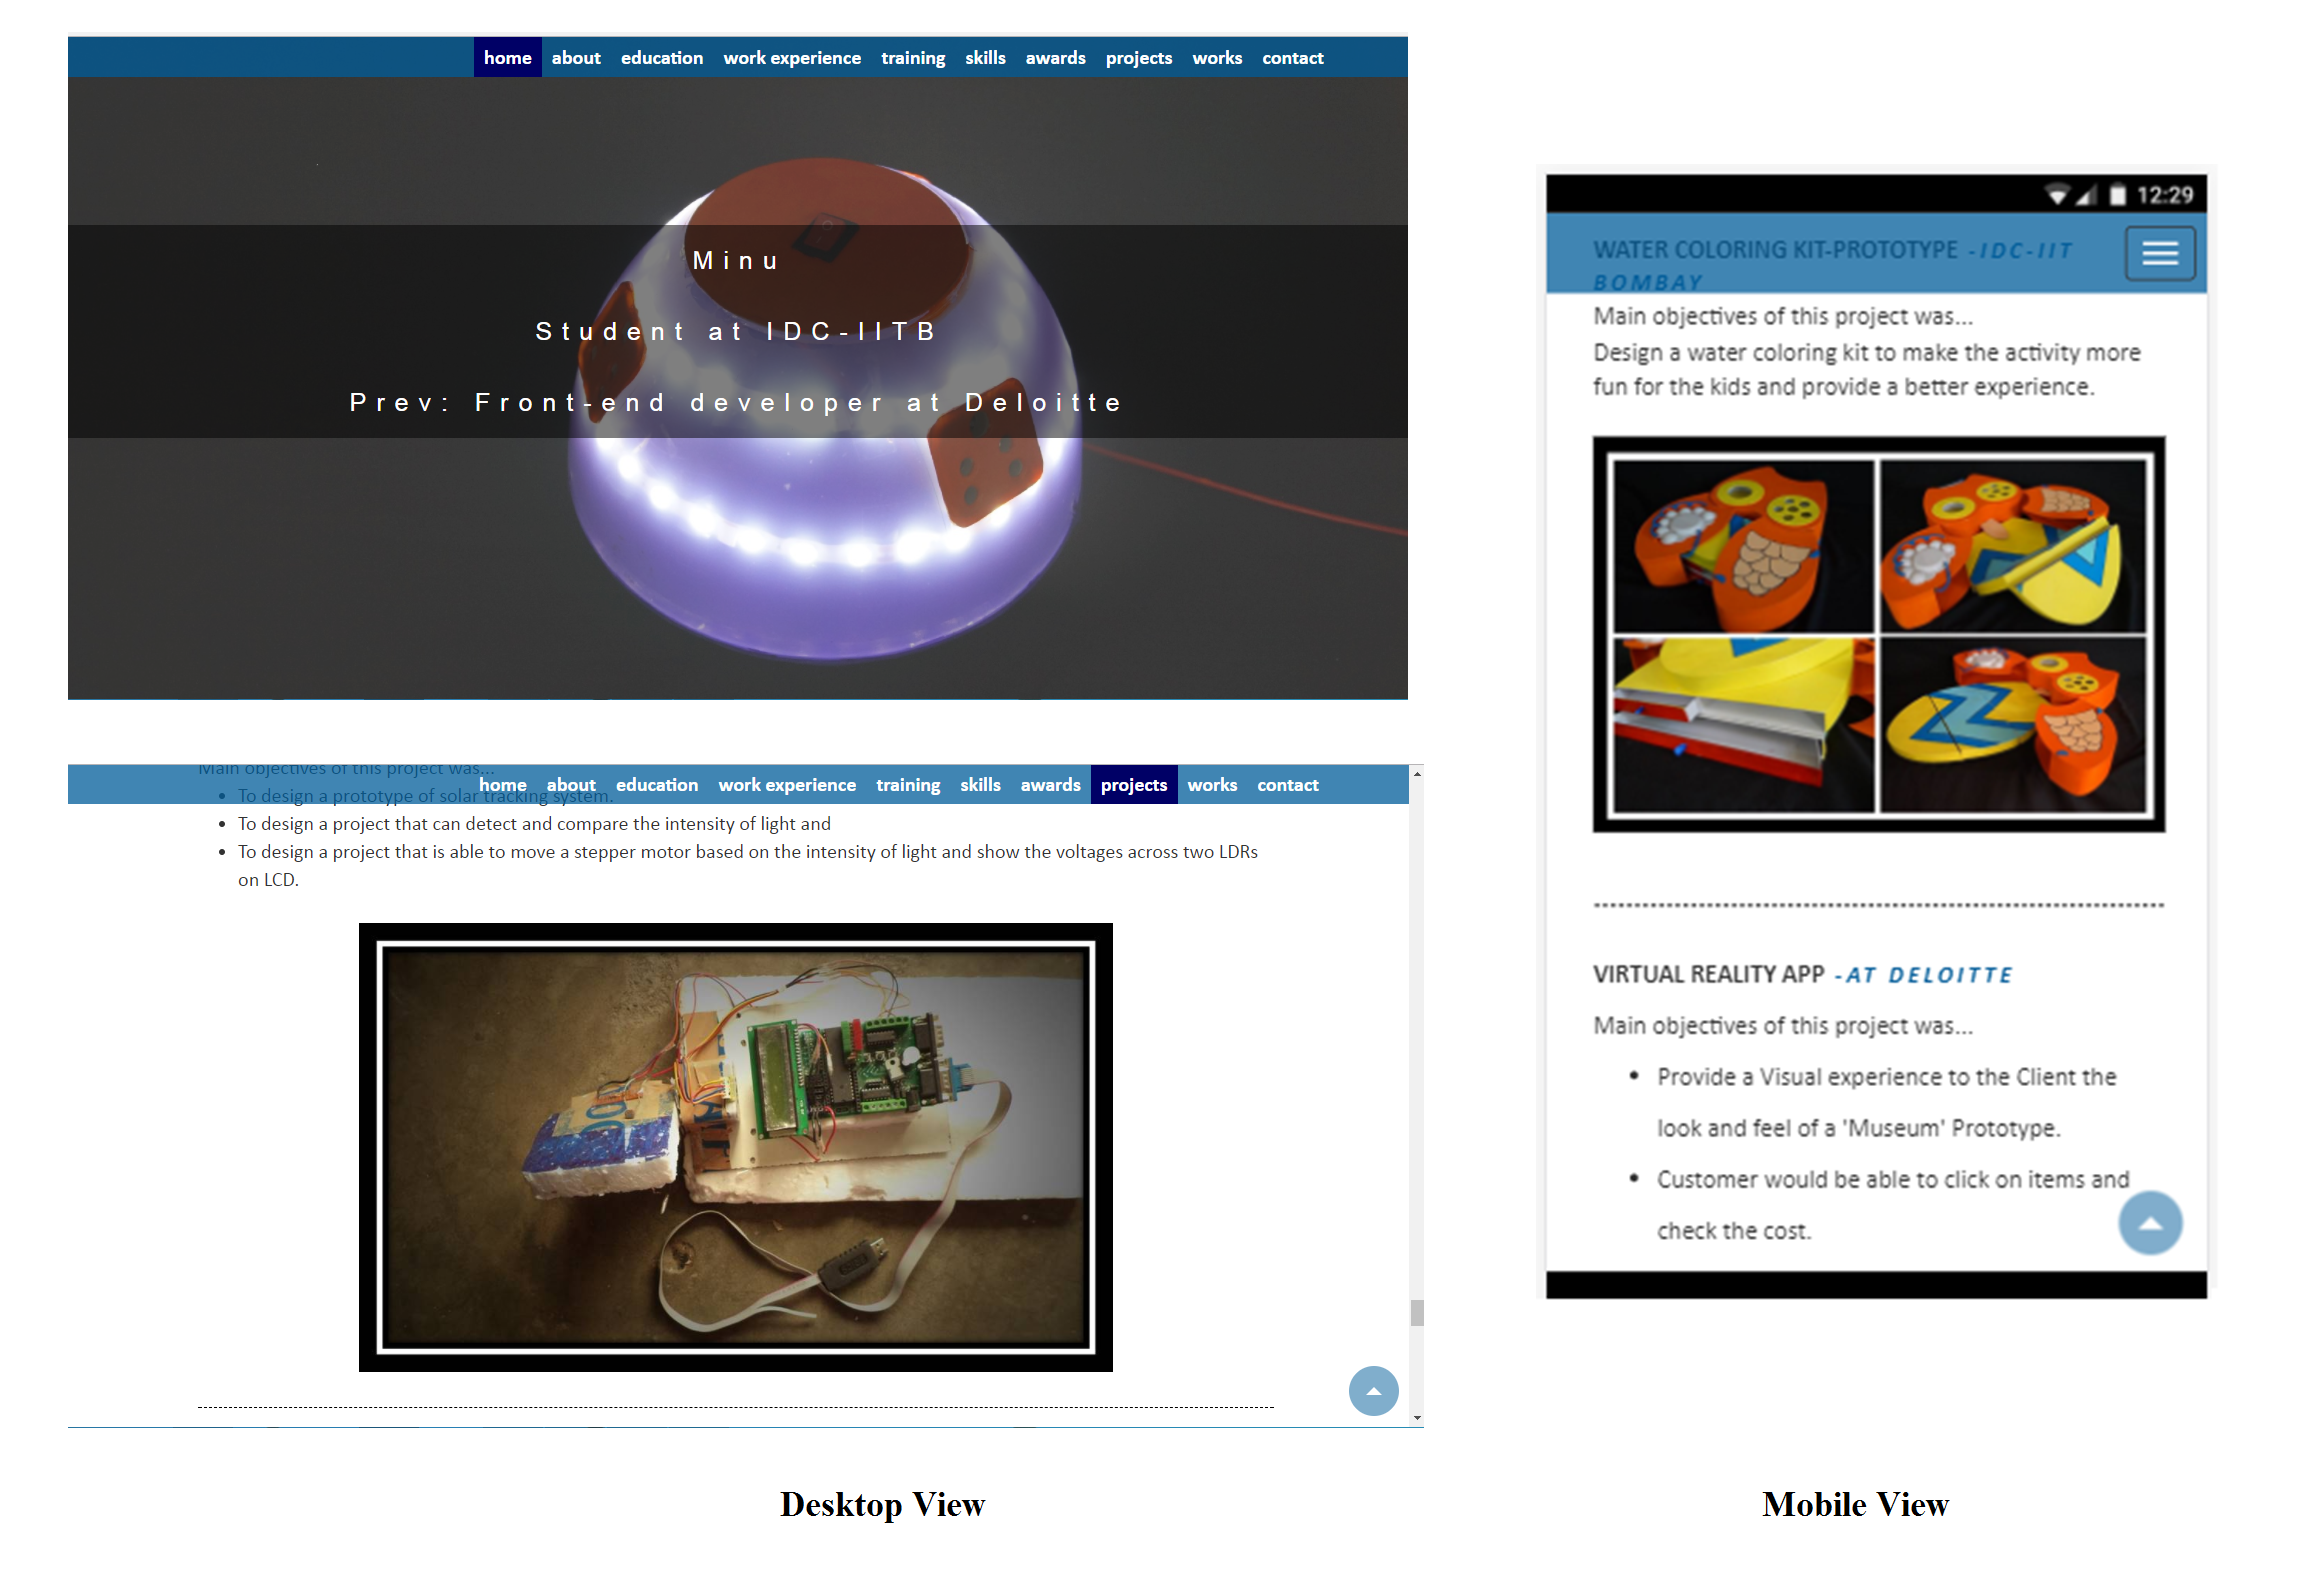 home about education work experience training skills awards projects works contact
Minu
Student at IDC-IITB
Prev: Front-end developer at Deloitte
Main objectives of this project was...
home about education work experience training skills awards projects works contact
• To design a prototype of solar tracking system.
• To design a project that can detect and compare the intensity of light and
• To design a project that is able to move a stepper motor based on the intensity of light and show the voltages across two LDRs
on LCD.
Desktop View
12:29
WATER COLORING KIT-PROTOTYPE -IDC-IIT
BOMBAY
Main objectives of this project was...
Design a water coloring kit to make the activity more
fun for the kids and provide a better experience.
VIRTUAL REALITY APP -AT DELOITTE
Main objectives of this project was...
• Provide a Visual experience to the Client the
look and feel of a 'Museum' Prototype.
• Customer would be able to click on items and
check the cost.
Mobile View